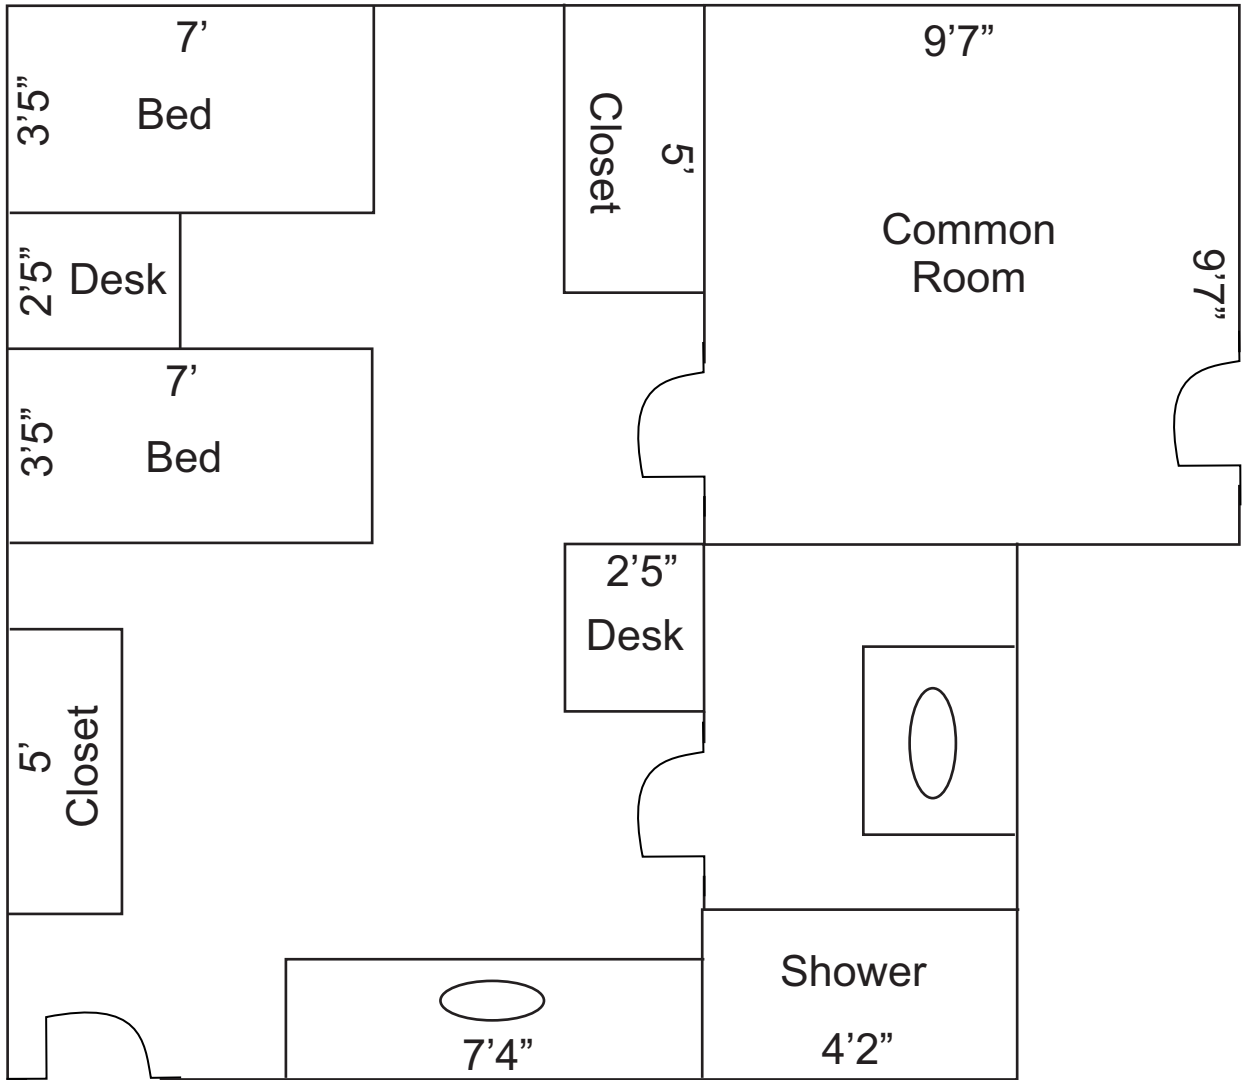 7’
3’5”
Bed
2’5”
Desk
7’
3’5”
Bed
5’
Closet
Closet
5’
9’7”
Common
Room
9’7”
2’5”
Desk
7’4”
Shower
4’2”